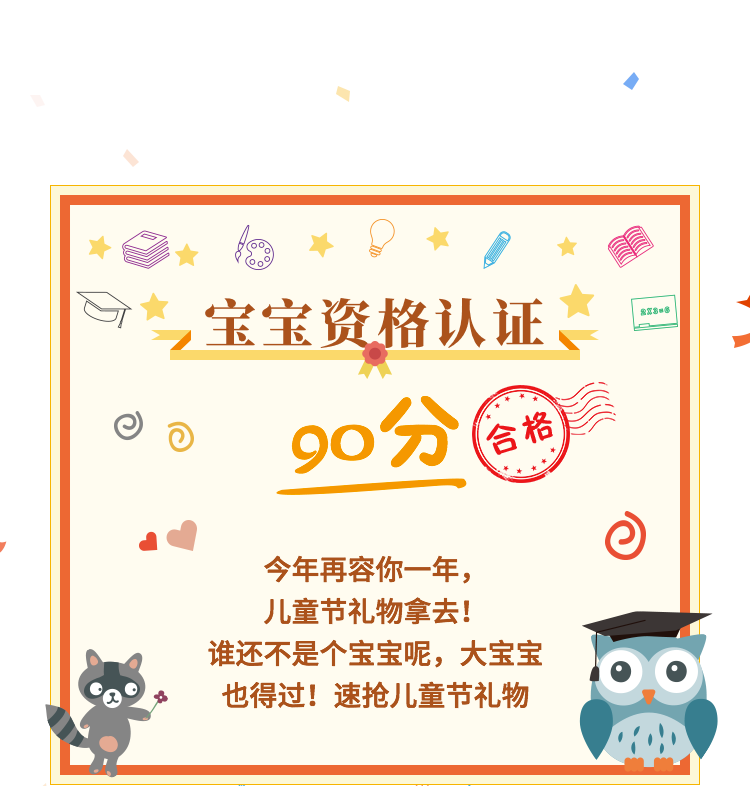 2X3=6
宝宝资格认证
90分
合格
今年再容你一年，
儿童节礼物拿去！
谁还不是个宝宝呢，大宝宝
也得过！速抢儿童节礼物